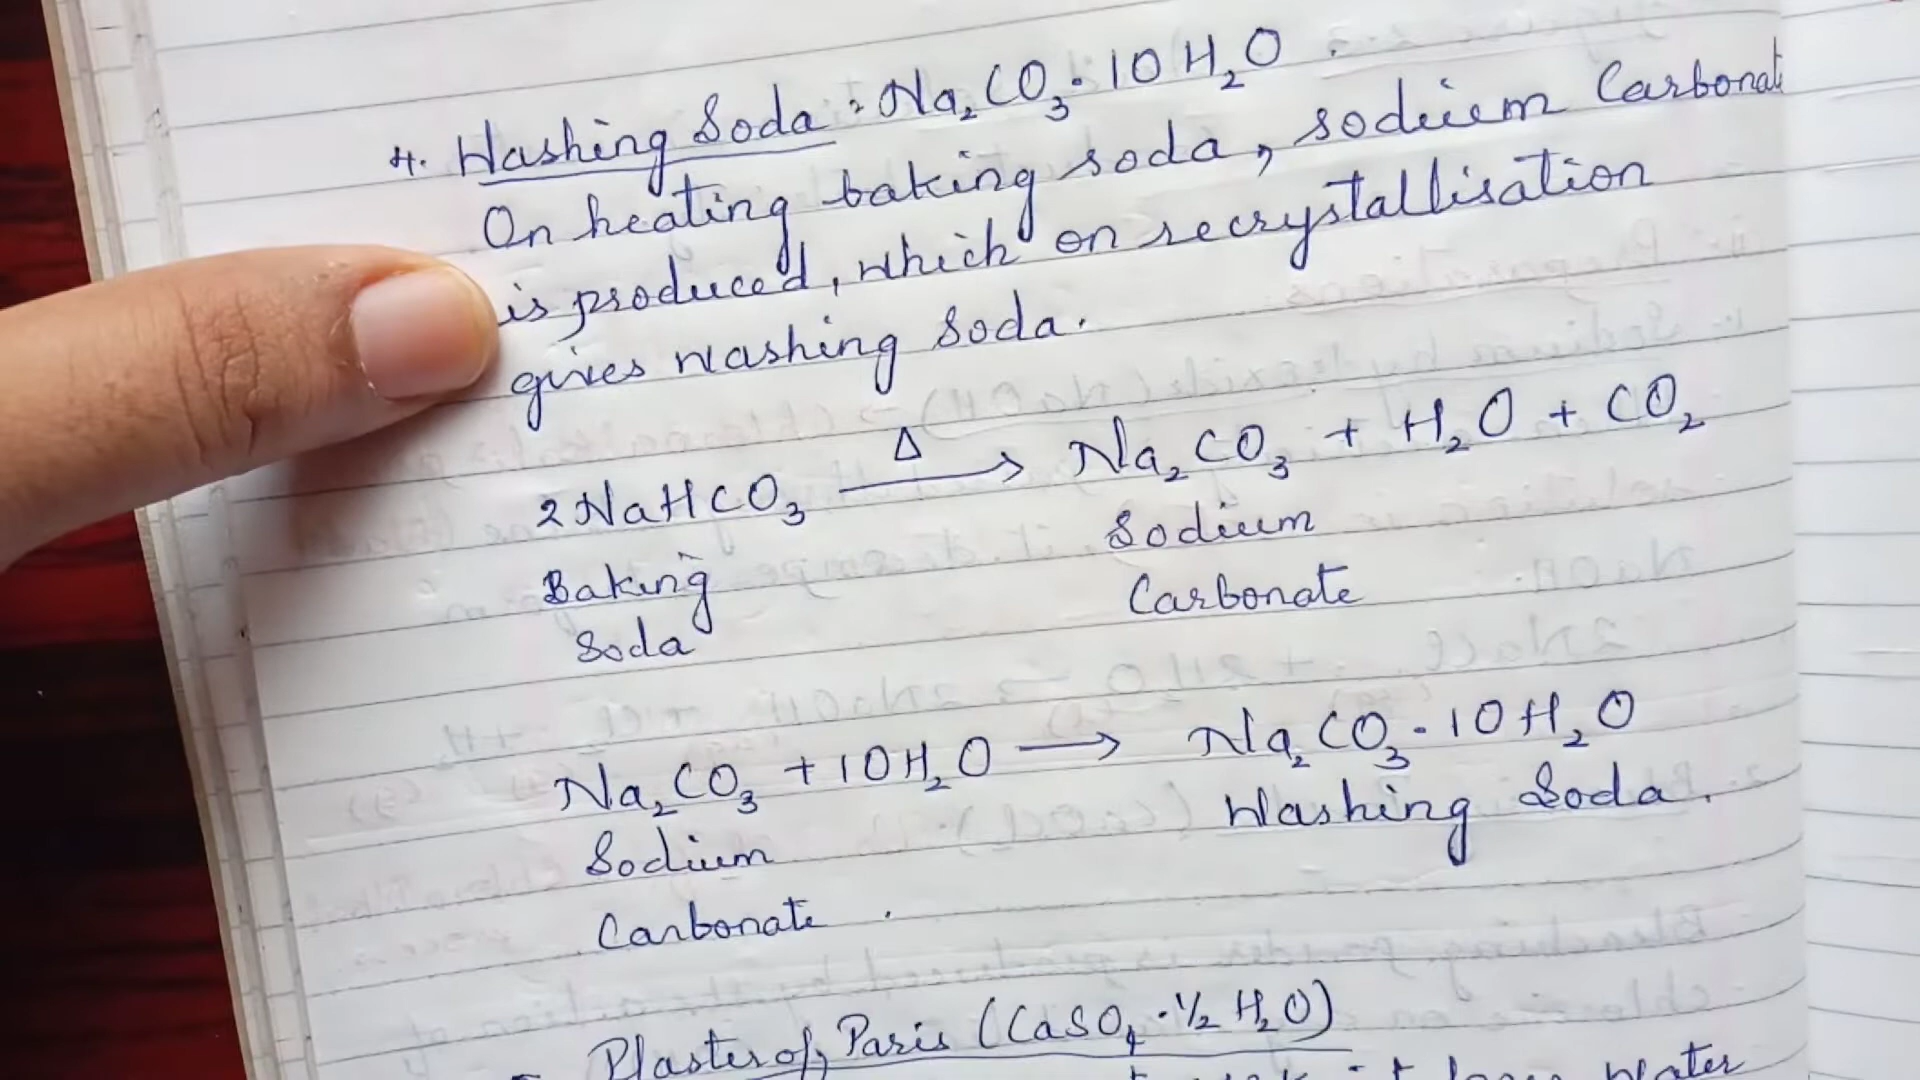 4. Washing Soda : Na₂CO₃·10H₂O.
On heating baking soda, sodium Carbonat
is produced, which on recrystallisation
gives washing soda.
2NaHCO₃ —Δ→ Na₂CO₃ + H₂O + CO₂
Baking Soda
Sodium Carbonate
Na₂CO₃ + 10H₂O → Na₂CO₃·10H₂O
Sodium Carbonate.
Washing Soda.
Plaster of Paris (CaSO₄·½H₂O)
water